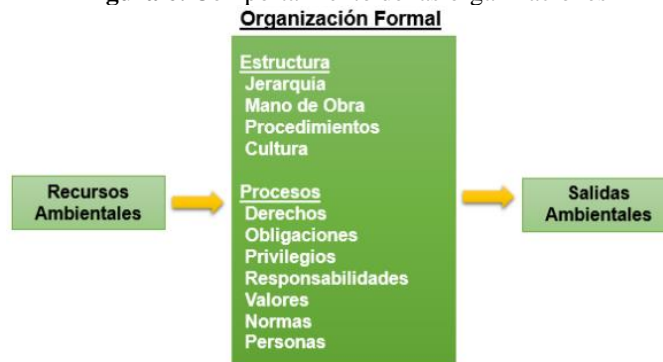 Organización Formal
Estructura
Jerarquía
Mano de Obra
Procedimientos
Cultura
Procesos
Derechos
Obligaciones
Privilegios
Responsabilidades
Valores
Normas
Personas
Recursos
Ambientales
Salidas
Ambientales